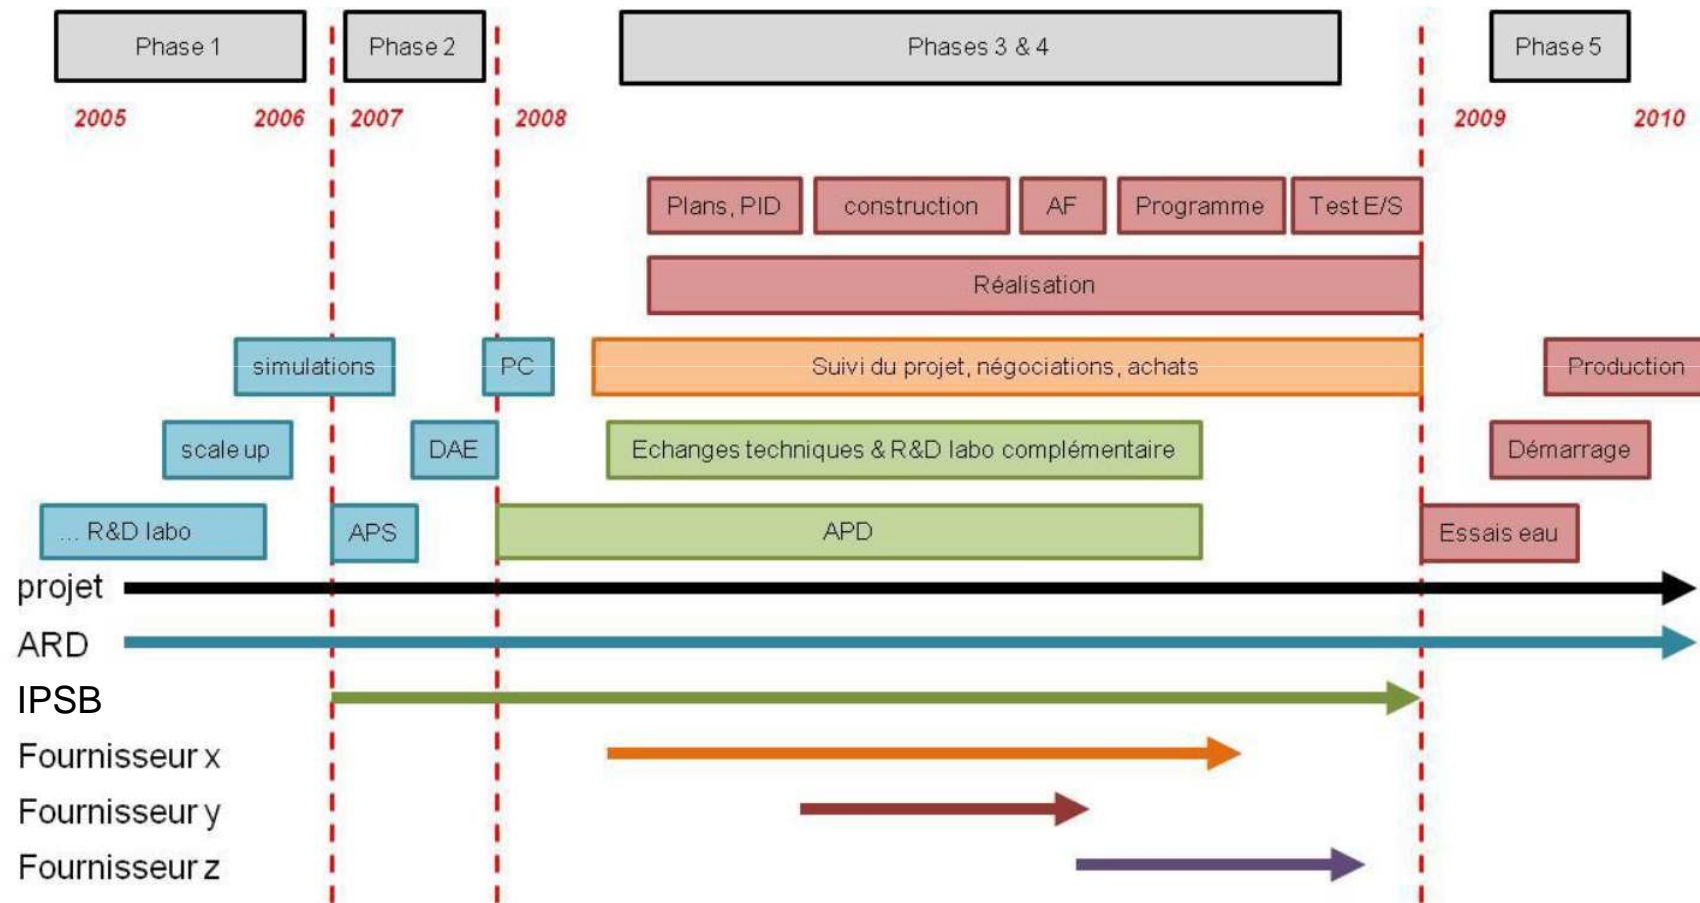 Phase 1
Phase 2
Phases 3 & 4
Phase 5
2005
2006
2007
2008
2009
2010
Plans, PID
construction
AF
Programme
Test E/S
Réalisation
simulations
PC
Suivi du projet, négociations, achats
Production
scale up
DAE
Echanges techniques & R&D labo complémentaire
Démarrage
... R&D labo
APS
APD
Essais eau
projet
ARD
IPSB
Fournisseur x
Fournisseur y
Fournisseur z